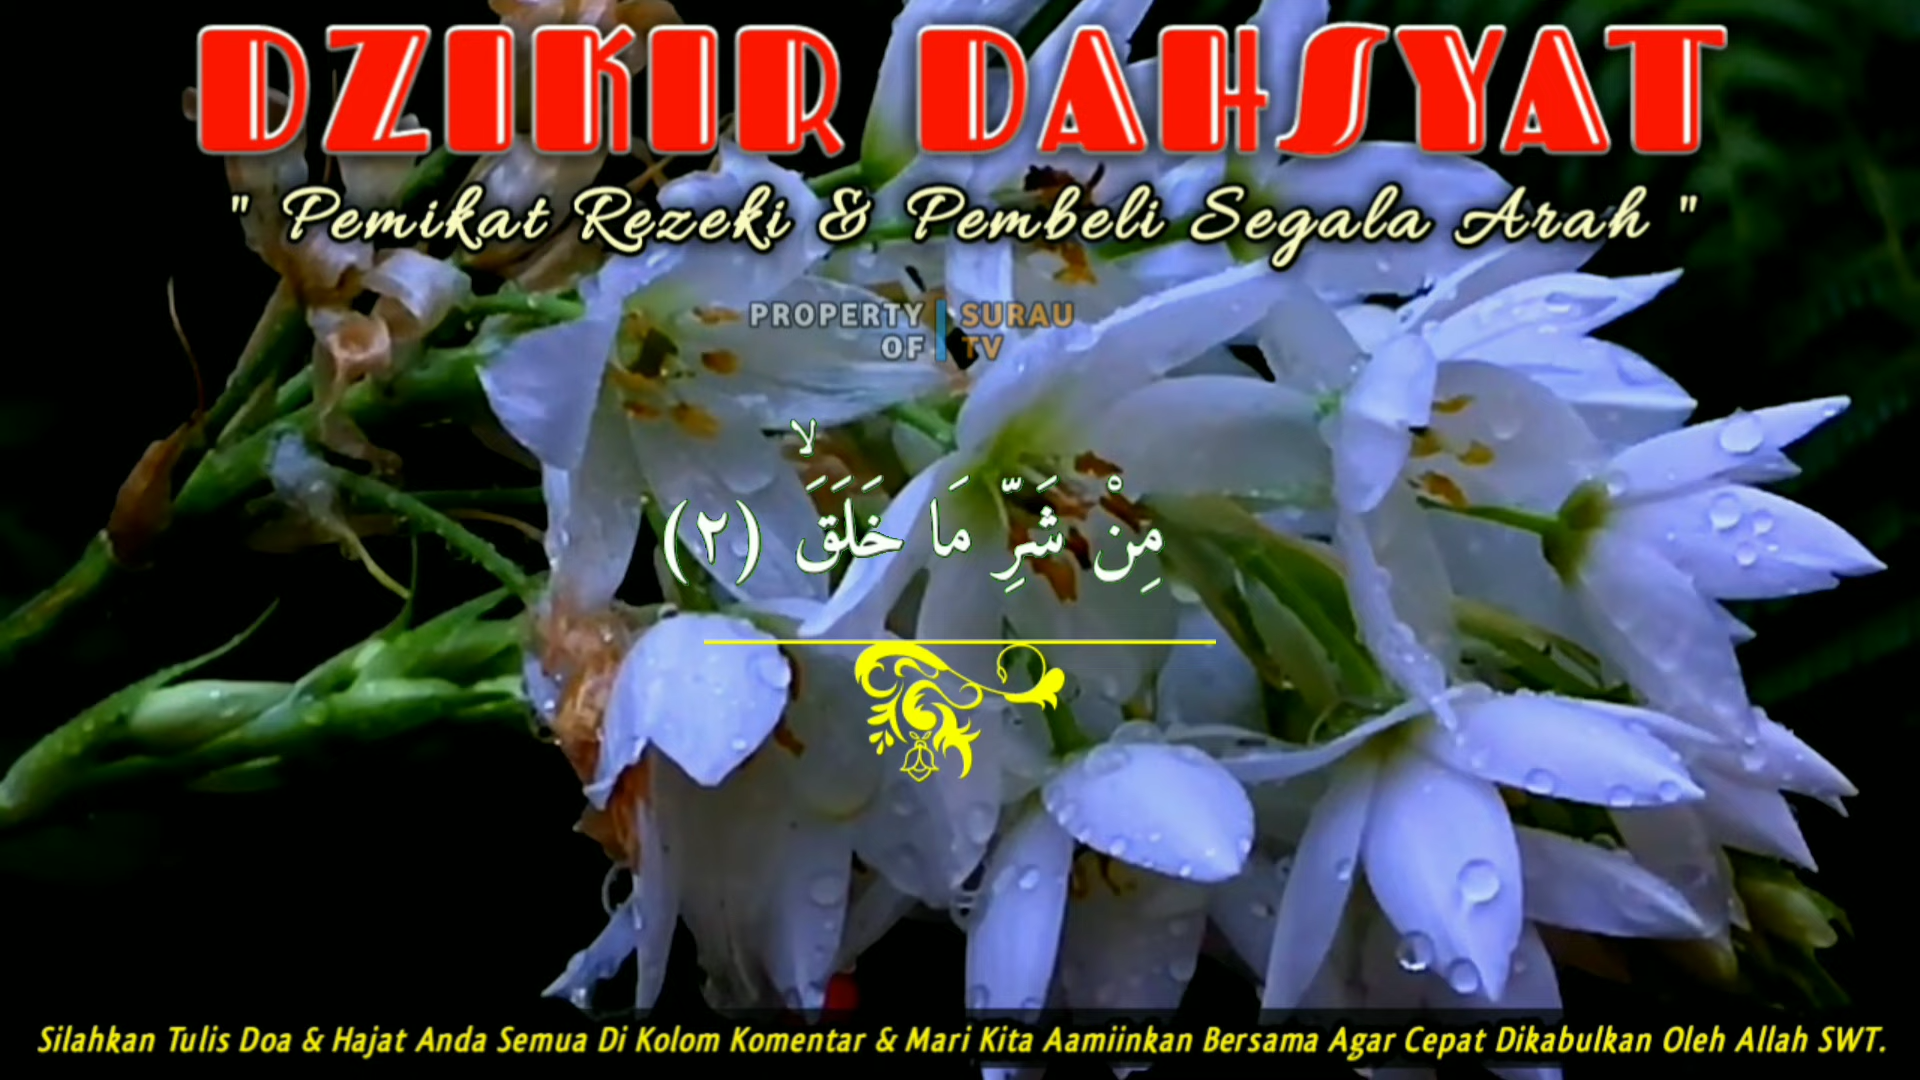 DZIKIR DAHSYAT
" Pemikat Rezeki & Pembeli Segala Arah "
PROPERTY OF | SURAU TV
مِنْ شَرِّ مَا خَلَقَۙ (٢)
Silahkan Tulis Doa & Hajat Anda Semua Di Kolom Komentar & Mari Kita Aamiinkan Bersama Agar Cepat Dikabulkan Oleh Allah SWT.